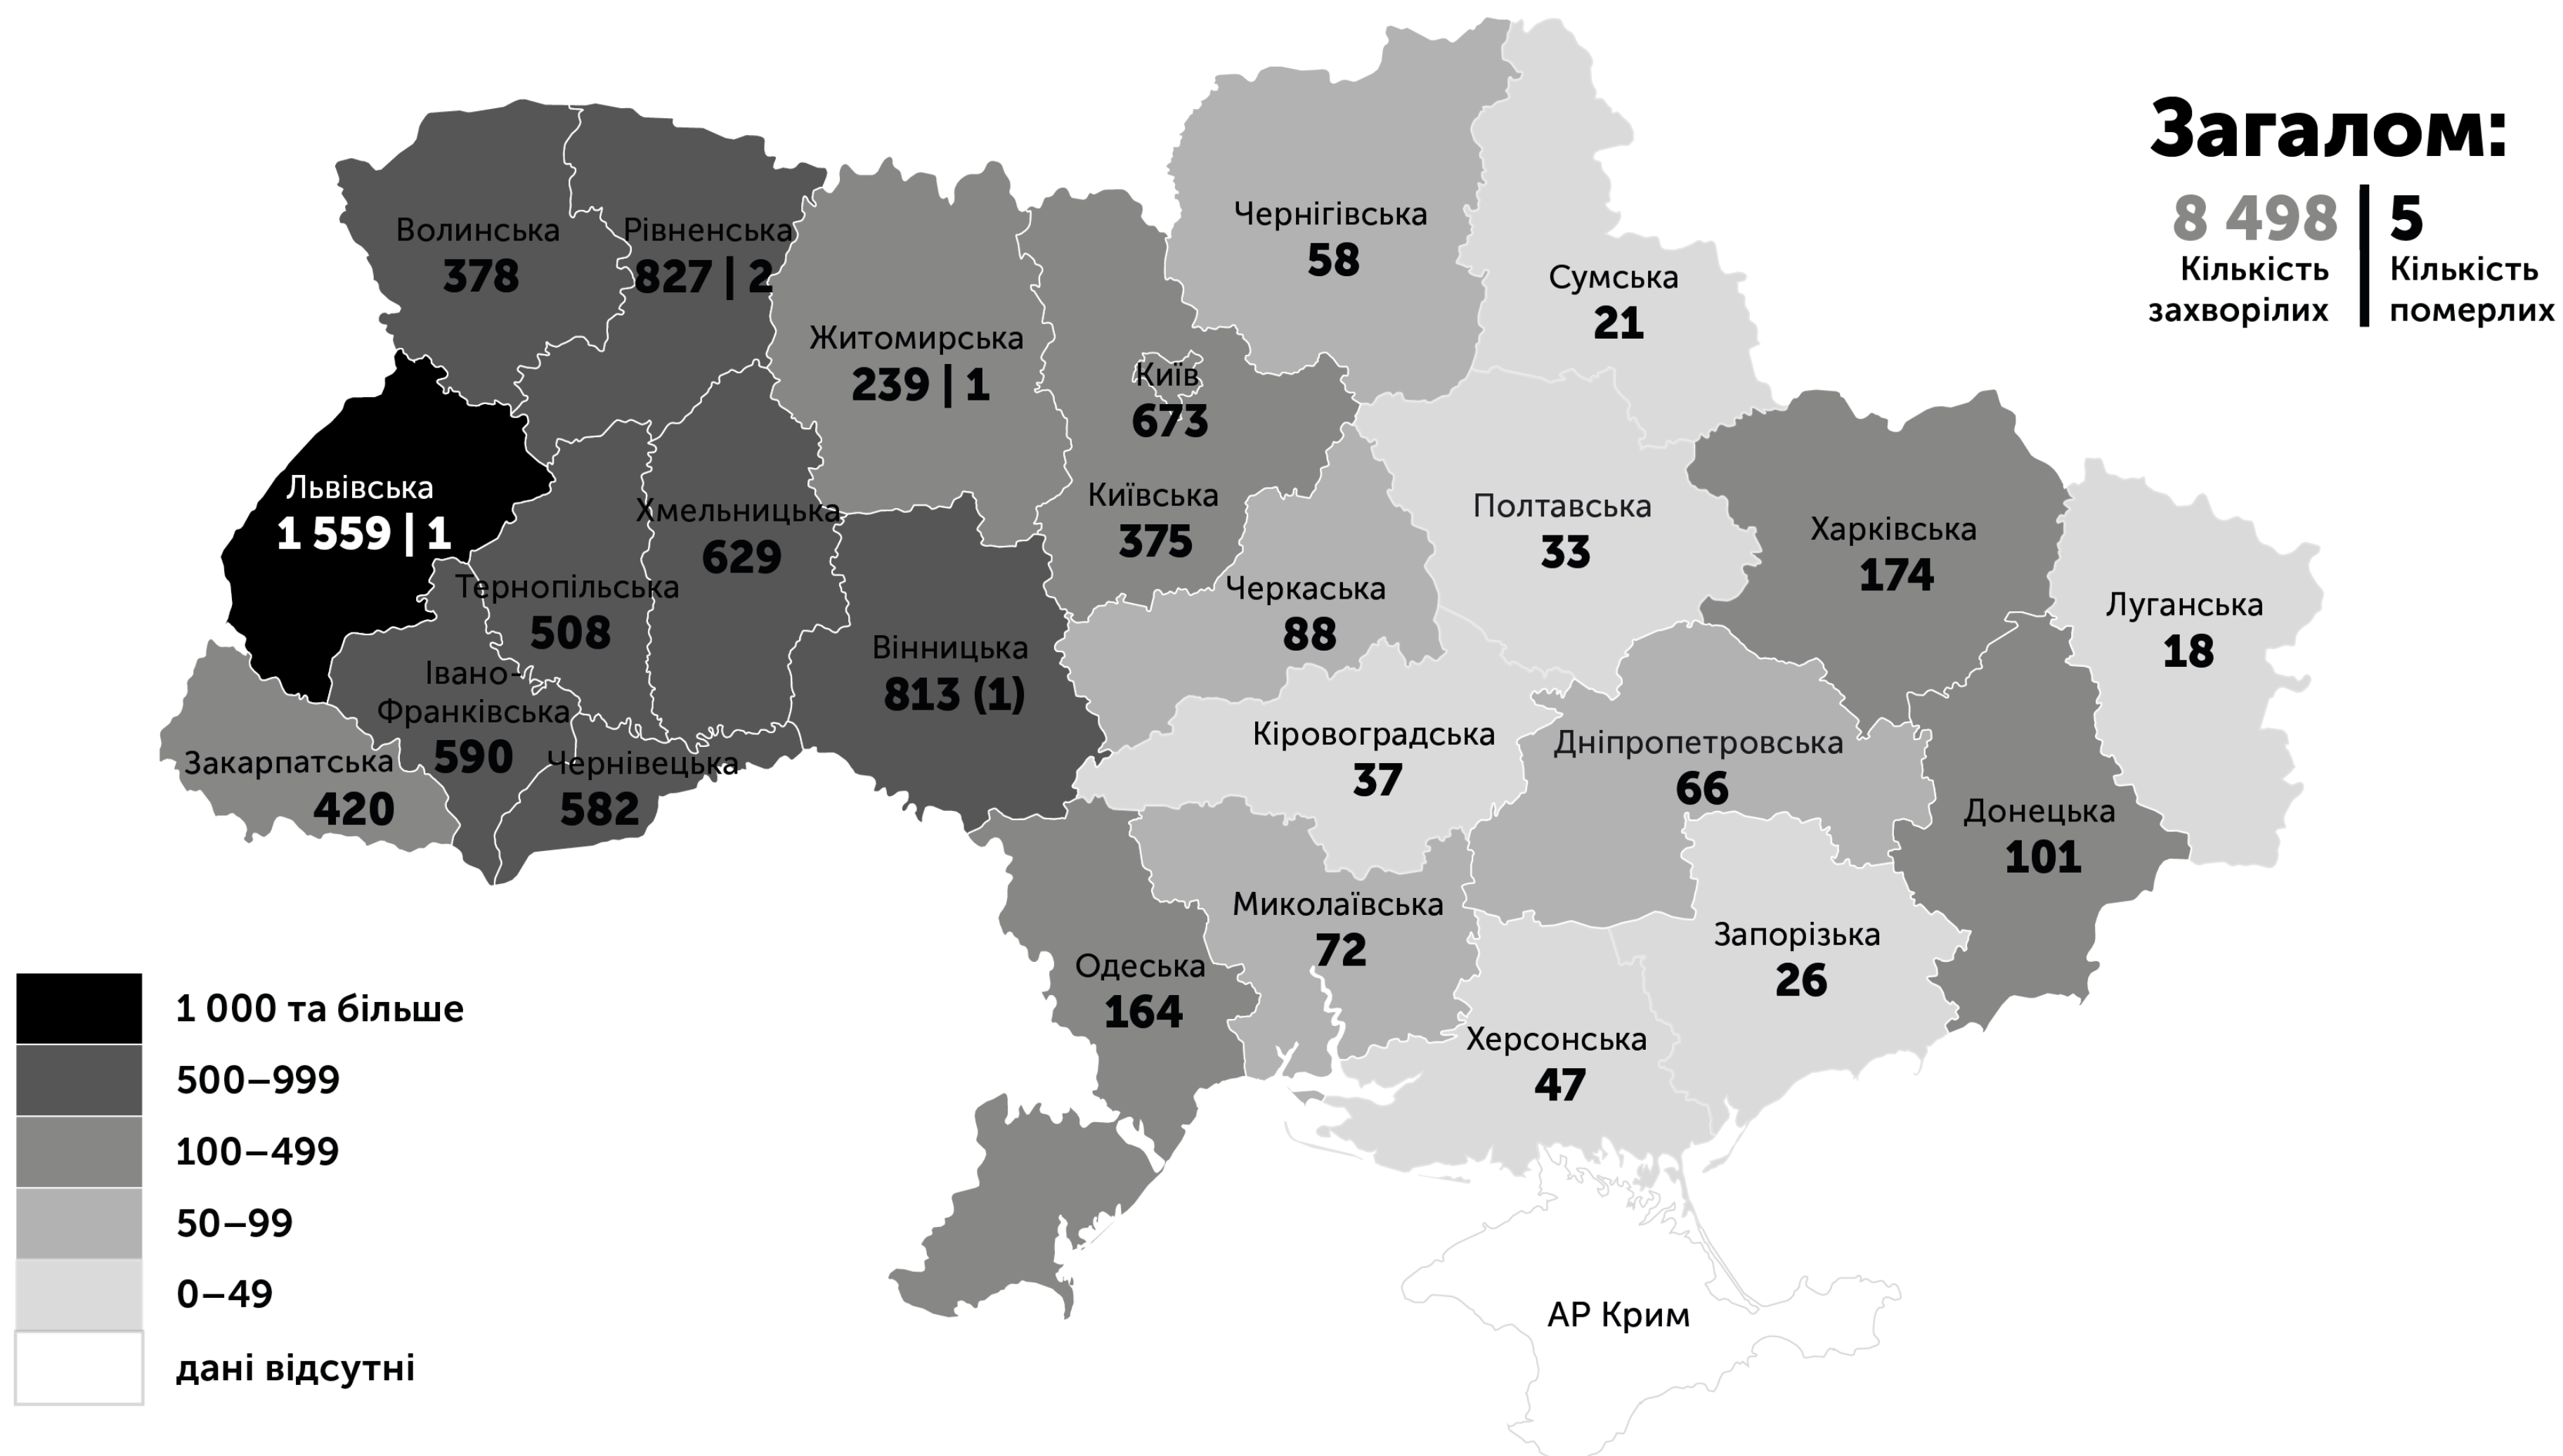 Загалом:
8 498 | 5
Кількість захворілих
Кількість померлих
Волинська
378
Рівненська
827 | 2
Житомирська
239 | 1
Київ
673
Київська
375
Чернігівська
58
Сумська
21
Львівська
1 559 | 1
Тернопільська
508
Хмельницька
629
Вінницька
813 (1)
Черкаська
88
Полтавська
33
Харківська
174
Луганська
18
Закарпатська
420
Івано-
Франківська
590
Чернівецька
582
Кіровоградська
37
Дніпропетровська
66
Донецька
101
Одеська
164
Миколаївська
72
Запорізька
26
Херсонська
47
АР Крим
1 000 та більше
500–999
100–499
50–99
0–49
дані відсутні